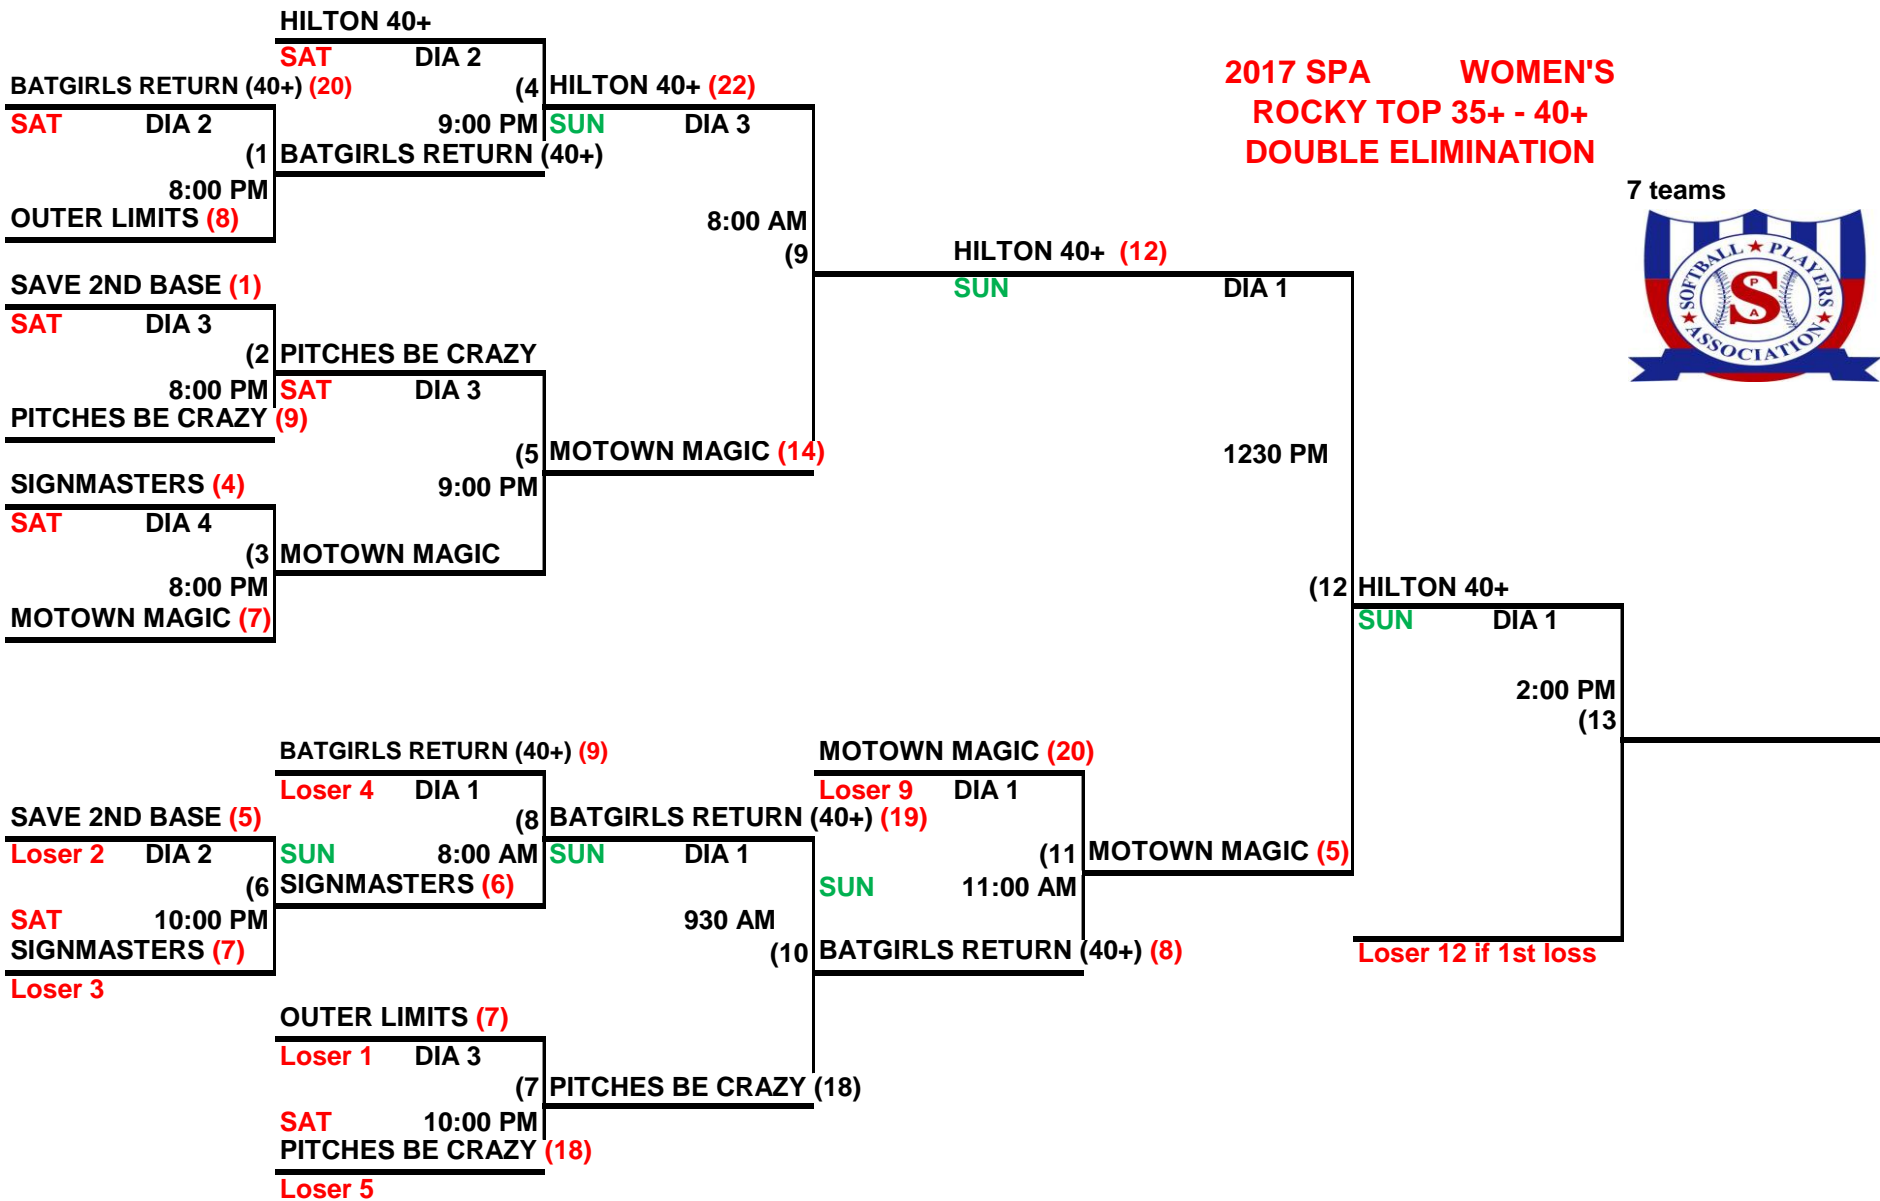 HILTON 40+
SAT DIA 2
BATGIRLS RETURN (40+) (20)
(4 HILTON 40+ (22)
SAT DIA 2
9:00 PM SUN DIA 3
(1 BATGIRLS RETURN (40+)
8:00 PM
OUTER LIMITS (8)
8:00 AM
(9
HILTON 40+ (12)
SUN DIA 1
SAVE 2ND BASE (1)
SAT DIA 3
(2 PITCHES BE CRAZY
8:00 PM SAT DIA 3
PITCHES BE CRAZY (9)
(5 MOTOWN MAGIC (14)
1230 PM
SIGNMASTERS (4)
9:00 PM
SAT DIA 4
(3 MOTOWN MAGIC
8:00 PM
MOTOWN MAGIC (7)
(12 HILTON 40+
SUN DIA 1
2:00 PM
(13
2017 SPA WOMEN'S
ROCKY TOP 35+ - 40+
DOUBLE ELIMINATION
7 teams
SOFTBALL ★ PLAYERS
★ ASSOCIATION ★
P
S
A
BATGIRLS RETURN (40+) (9)
Loser 4 DIA 1
SAVE 2ND BASE (5)
(8 BATGIRLS RETURN (40+) (19)
Loser 2 DIA 2
SUN 8:00 AM SUN DIA 1
(6 SIGNMASTERS (6)
SAT 10:00 PM
930 AM
SIGNMASTERS (7)
(10 BATGIRLS RETURN (40+) (8)
Loser 3
MOTOWN MAGIC (20)
Loser 9 DIA 1
(11 MOTOWN MAGIC (5)
SUN 11:00 AM
Loser 12 if 1st loss
OUTER LIMITS (7)
Loser 1 DIA 3
(7 PITCHES BE CRAZY (18)
SAT 10:00 PM
PITCHES BE CRAZY (18)
Loser 5